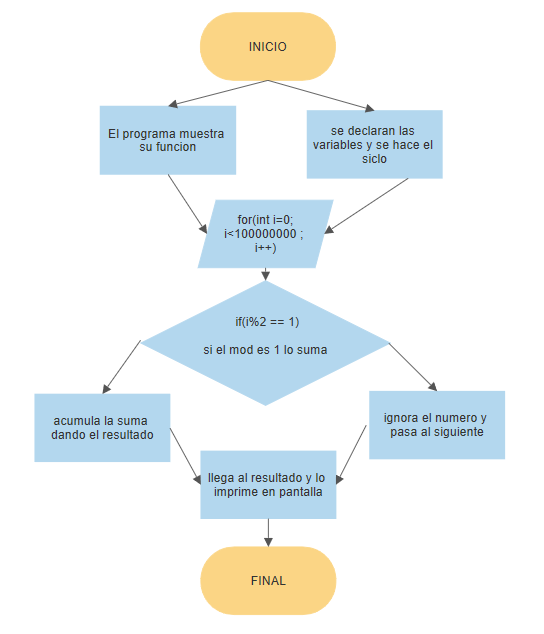 INICIO
El programa muestra
su funcion
se declaran las
variables y se hace el
siclo
for(int i=0;
i<100000000 ;
i++)
if(i%2 == 1)
si el mod es 1 lo suma
acumula la suma
dando el resultado
ignora el numero y
pasa al siguiente
llega al resultado y lo
imprime en pantalla
FINAL